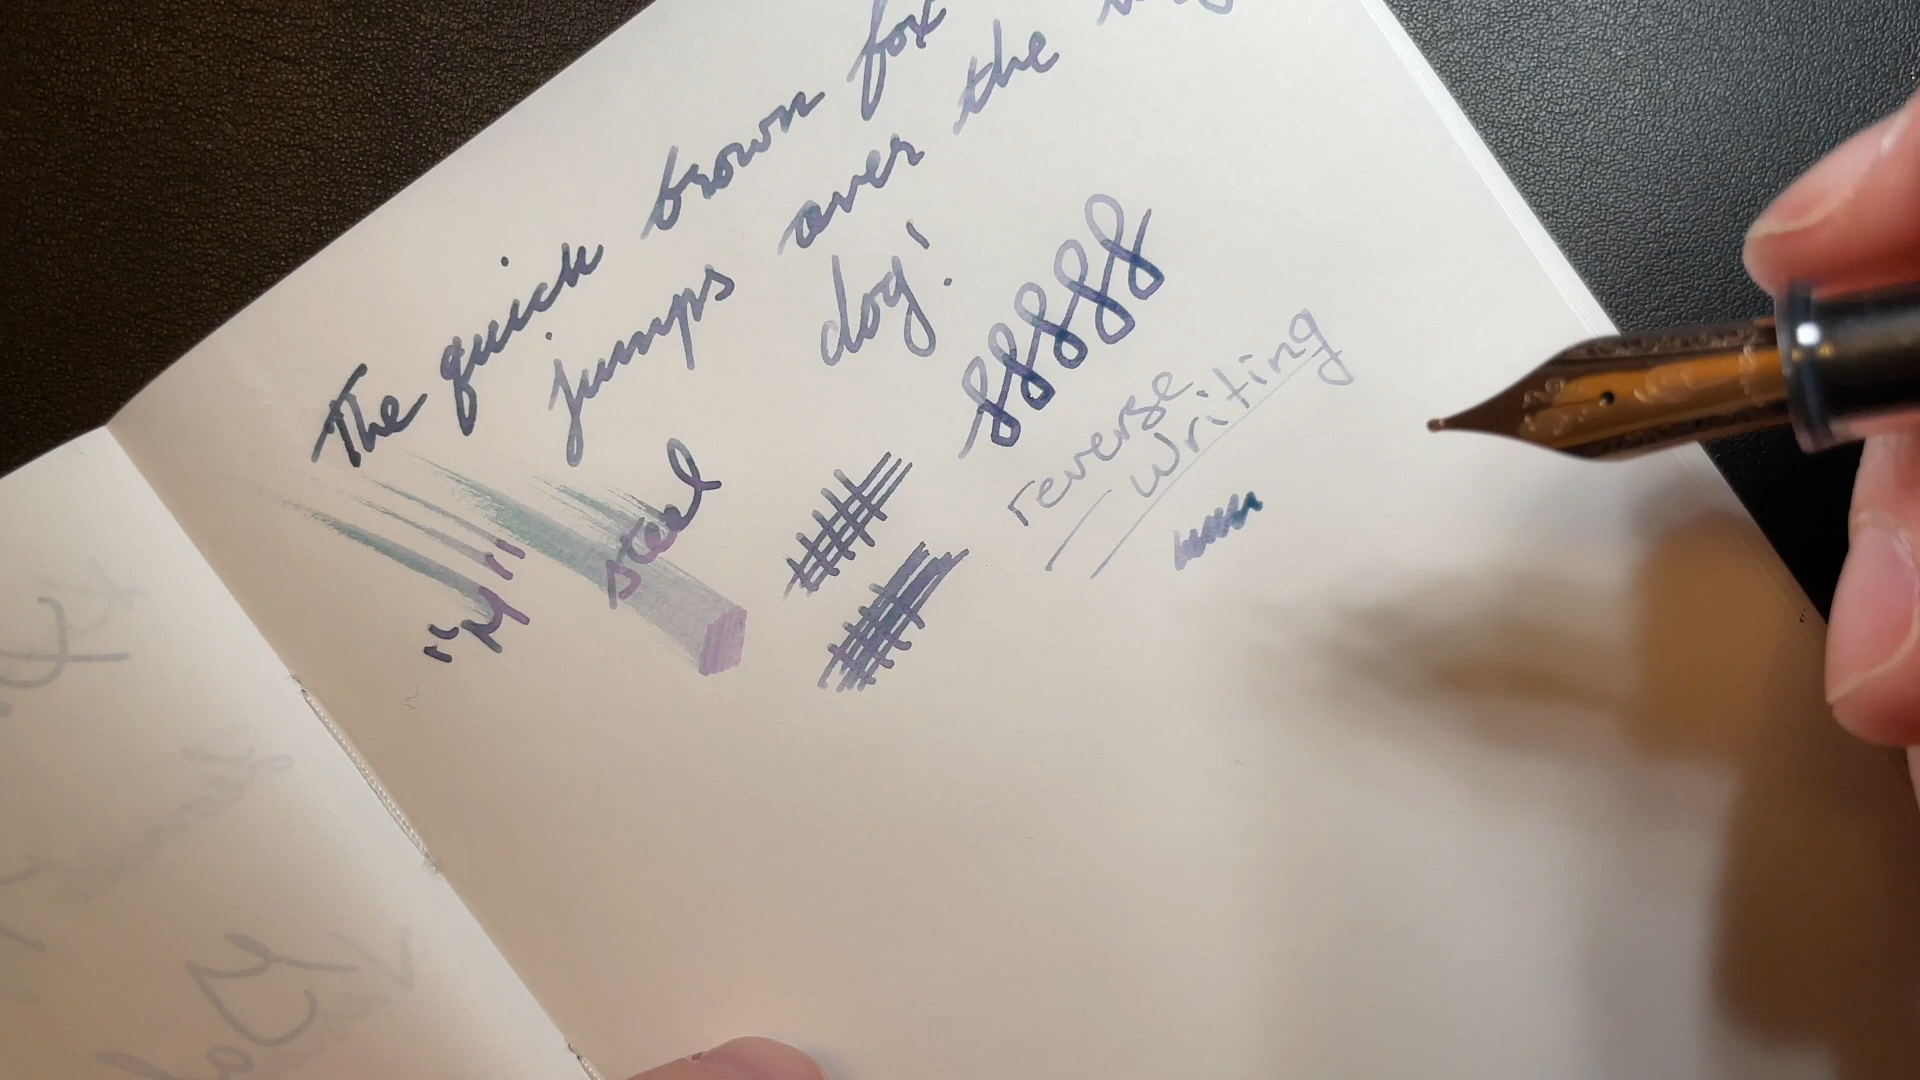 The quick brown fox
jumps over the
dog!
"M" steel
reverse
writing